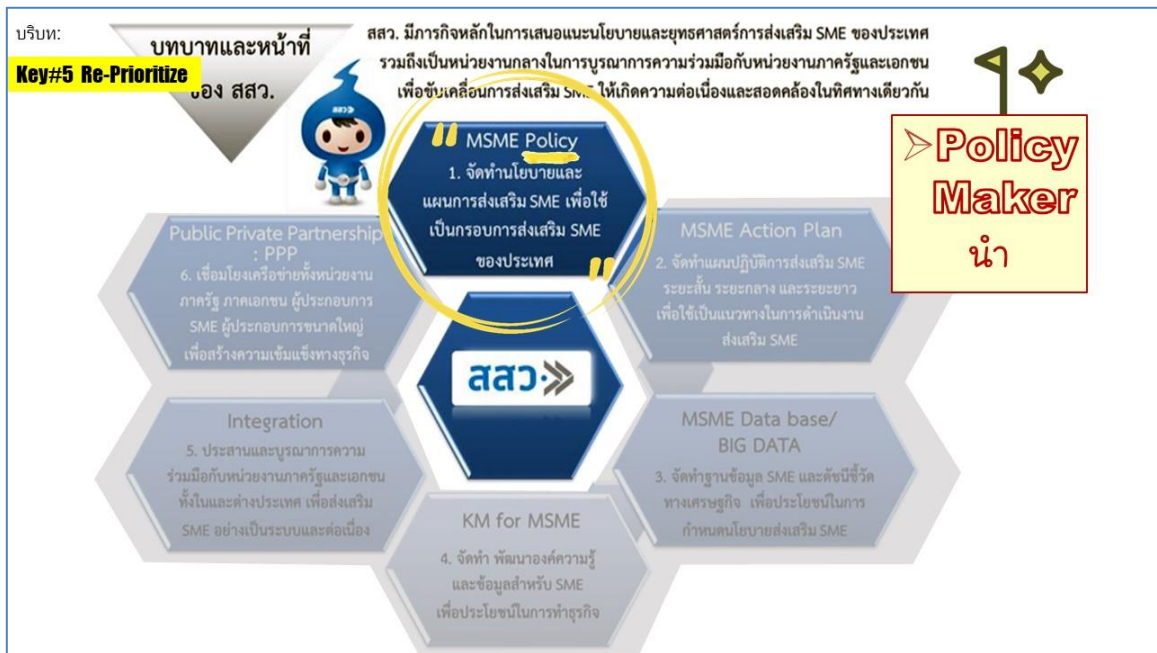 บริบท:
Key#5 Re-Prioritize
บทบาทและหน้าที่
ของ สสว.
สสว. มีภารกิจหลักในการเสนอแนะนโยบายและยุทธศาสตร์การส่งเสริม SME ของประเทศ
รวมถึงเป็นหน่วยงานกลางในการบูรณาการความร่วมมือกับหน่วยงานภาครัฐและเอกชน
เพื่อขับเคลื่อนการส่งเสริม SME ให้เกิดความต่อเนื่องและสอดคล้องในทิศทางเดียวกัน
สสว
MSME Policy
1. จัดทำนโยบายและ
แผนการส่งเสริม SME เพื่อใช้
เป็นกรอบการส่งเสริม SME
ของประเทศ
➢Policy
Maker
นำ
MSME Action Plan
2. จัดทำแผนปฏิบัติการส่งเสริม SME
ระยะสั้น ระยะกลาง และระยะยาว
เพื่อใช้เป็นแนวทางในการดำเนินงาน
ส่งเสริม SME
MSME Data base/
BIG DATA
3. จัดทำฐานข้อมูล SME และดัชนีชี้วัด
ทางเศรษฐกิจ เพื่อประโยชน์ในการ
กำหนดนโยบายส่งเสริม SME
KM for MSME
4. จัดทำ พัฒนาองค์ความรู้
และข้อมูลสำหรับ SME
เพื่อประโยชน์ในการทำธุรกิจ
Integration
5. ประสานและบูรณาการความ
ร่วมมือกับหน่วยงานภาครัฐและเอกชน
ทั้งในและต่างประเทศ เพื่อส่งเสริม
SME อย่างเป็นระบบและต่อเนื่อง
Public Private Partnership
: PPP
6. เชื่อมโยงเครือข่ายทั้งหน่วยงาน
ภาครัฐ ภาคเอกชน ผู้ประกอบการ
SME ผู้ประกอบการขนาดใหญ่
เพื่อสร้างความเข้มแข็งทางธุรกิจ
สสว